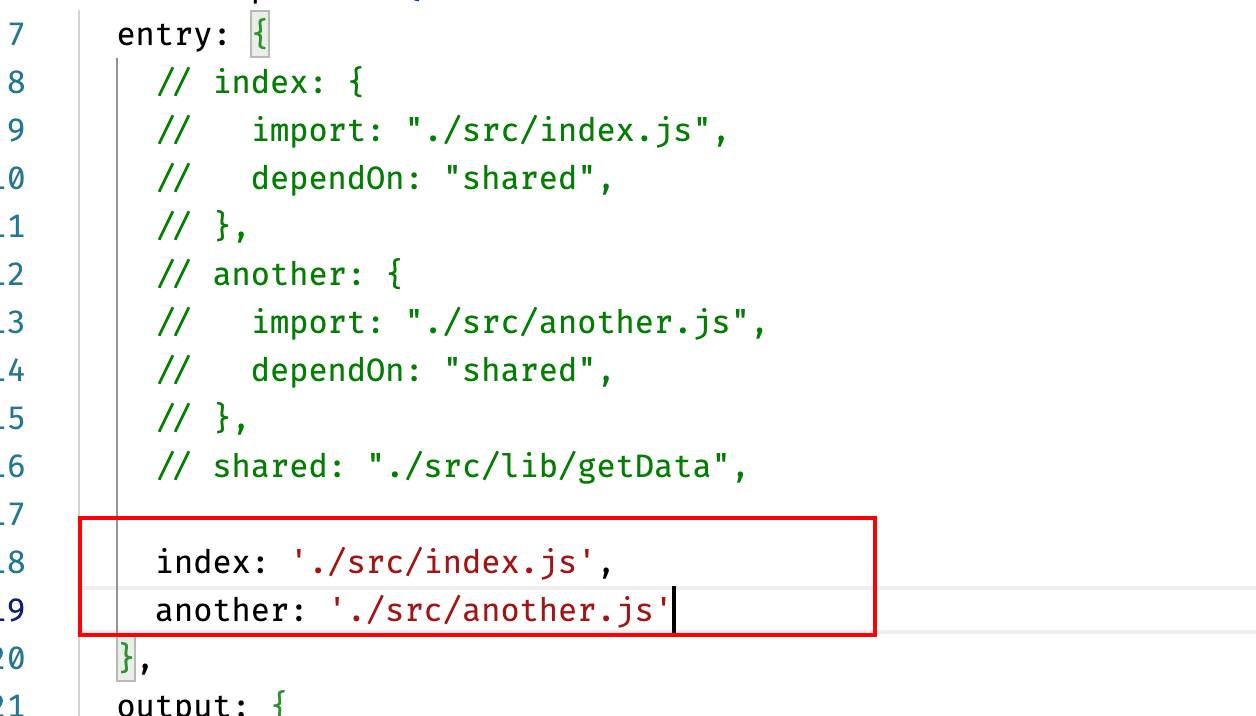 7 entry: {
8 // index: {
9 //   import: "./src/index.js",
10 //   dependOn: "shared",
11 // },
12 // another: {
13 //   import: "./src/another.js",
14 //   dependOn: "shared",
15 // },
16 // shared: "./src/lib/getData",
17
18 index: './src/index.js',
19 another: './src/another.js'
20 },
21 output: {